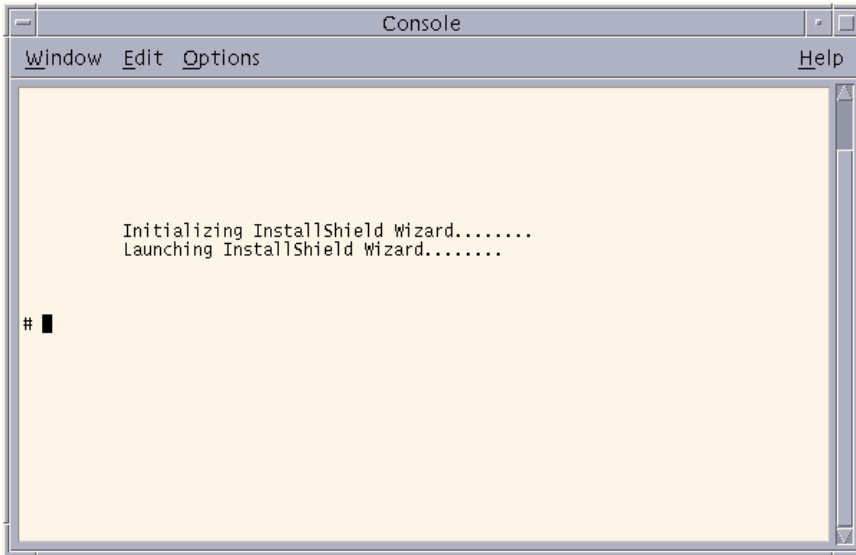 Console
Window Edit Options Help
Initializing InstallShield Wizard........
Launching InstallShield Wizard........
#